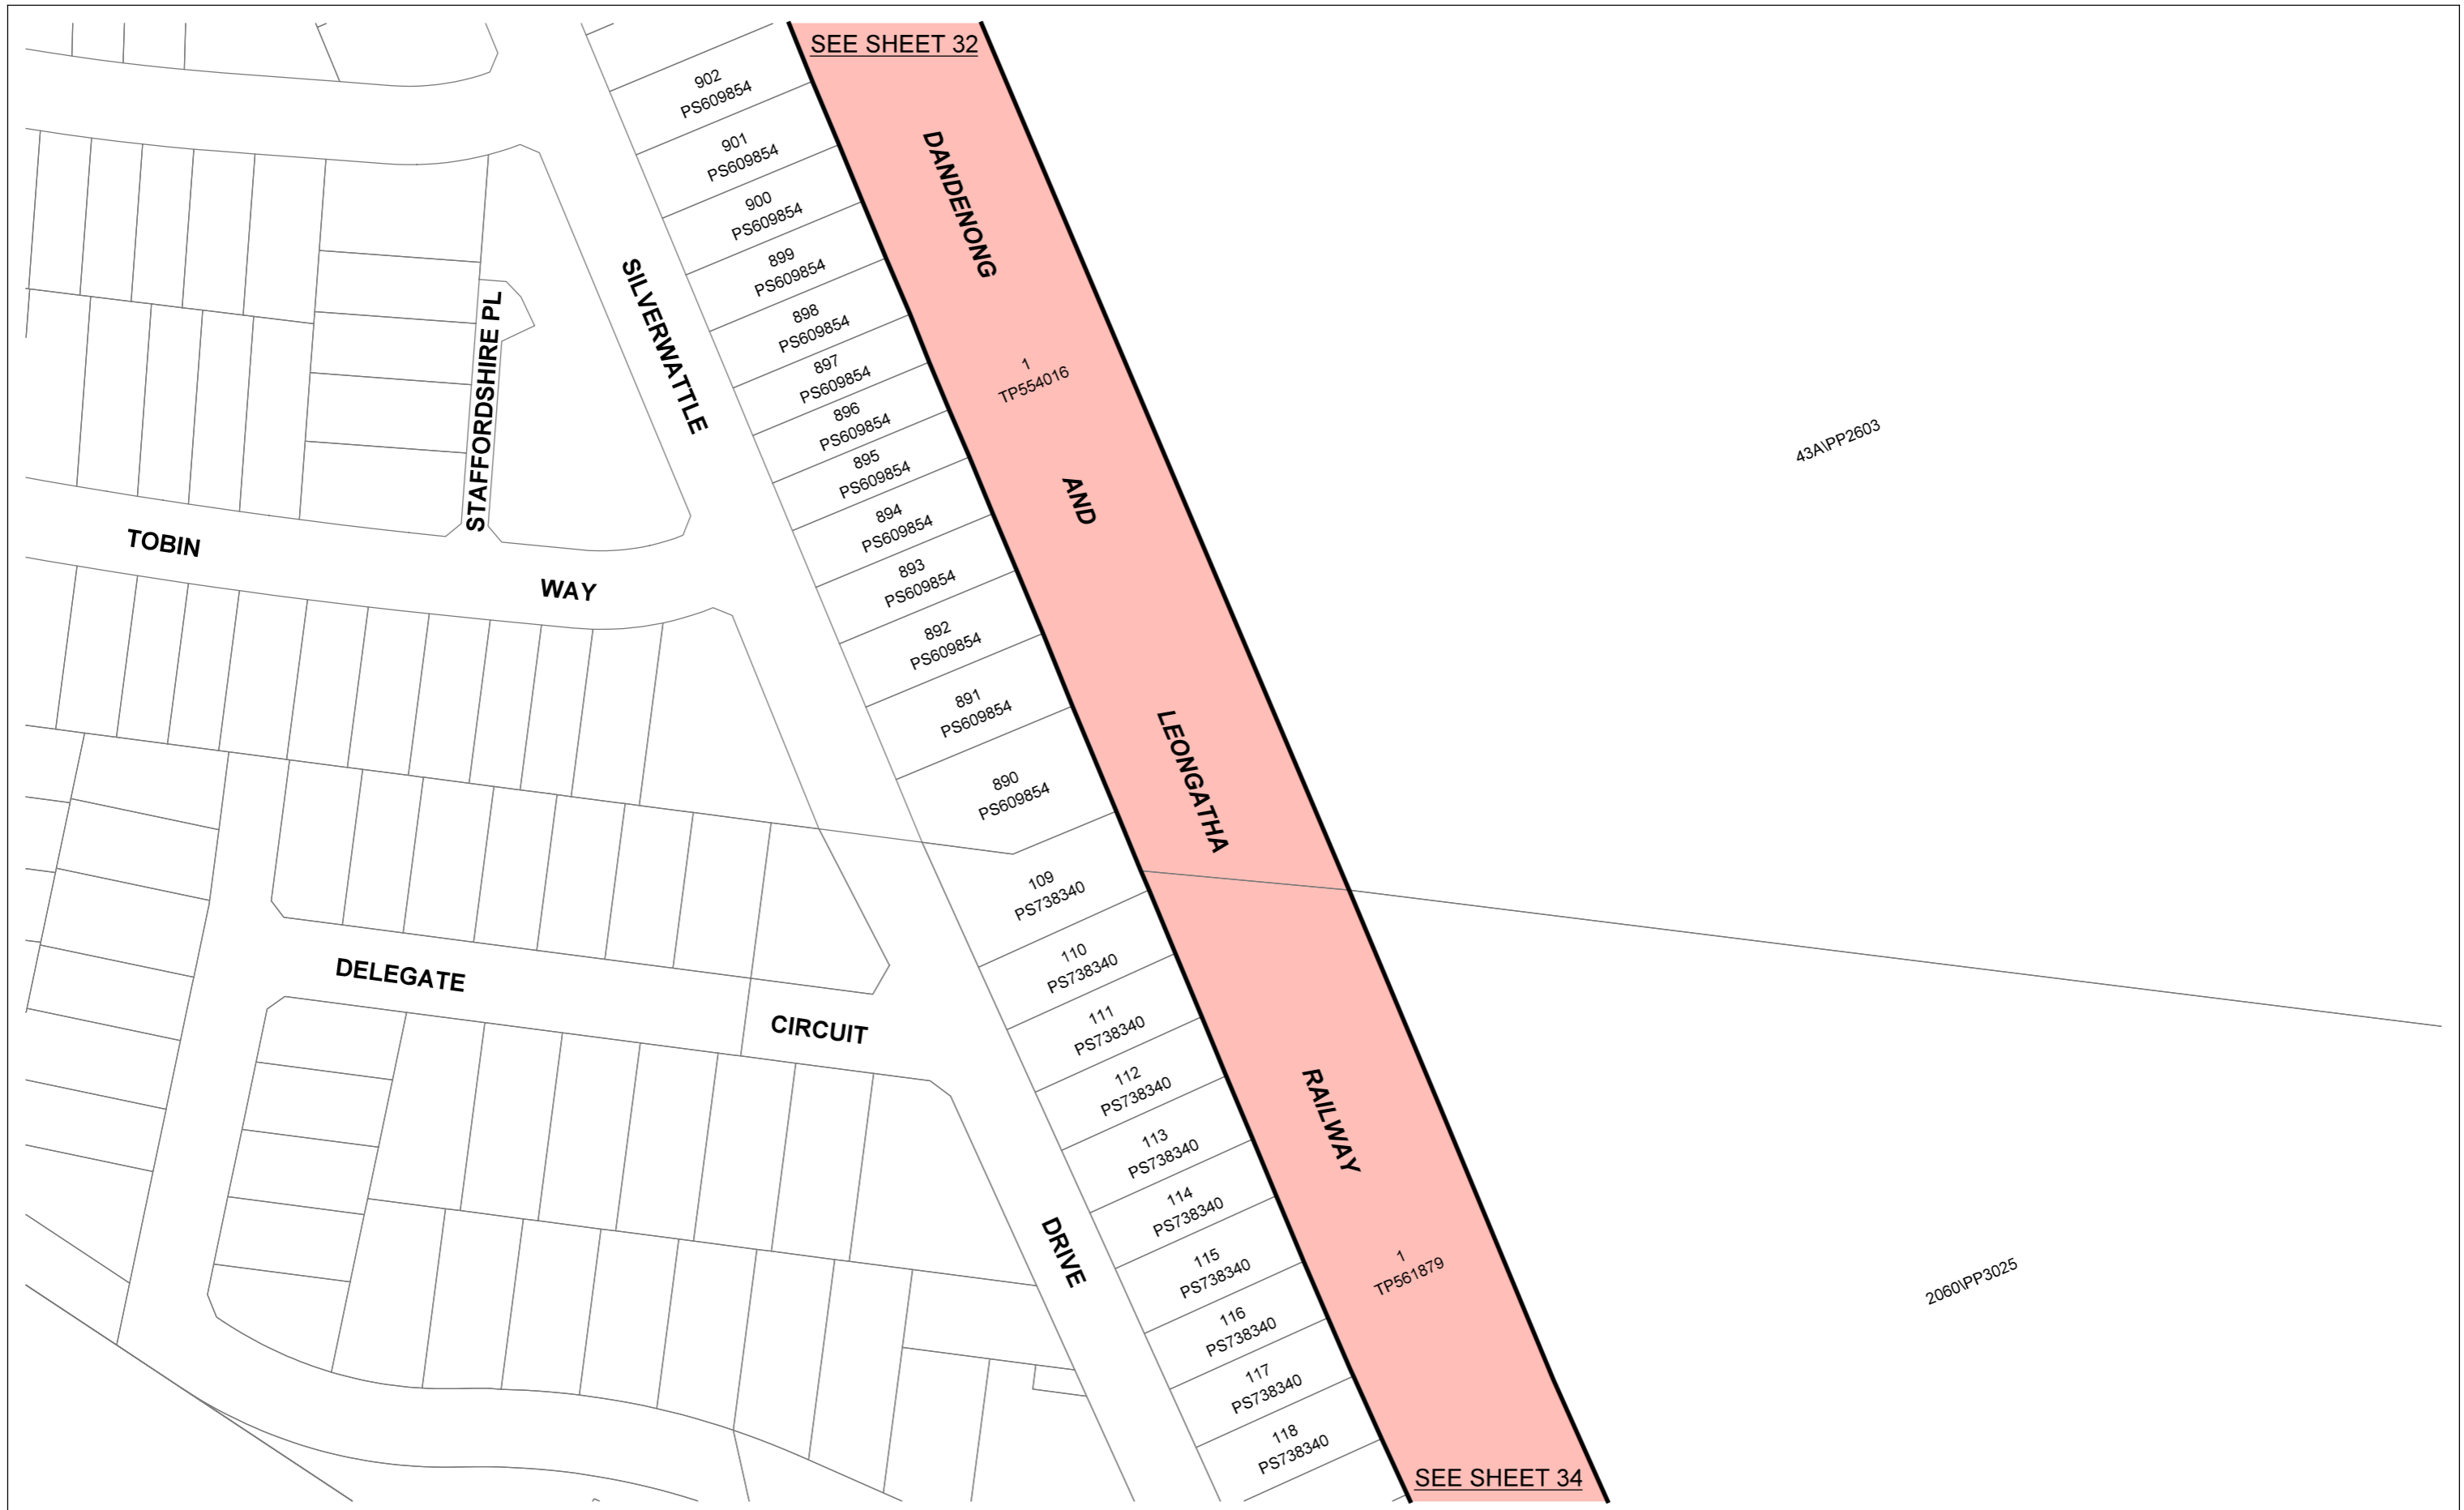 SEE SHEET 32
902
PS609854
901
PS609854
900
PS609854
899
PS609854
898
PS609854
897
PS609854
896
PS609854
895
PS609854
894
PS609854
893
PS609854
892
PS609854
891
PS609854
890
PS609854
109
PS738340
110
PS738340
111
PS738340
112
PS738340
113
PS738340
114
PS738340
115
PS738340
116
PS738340
117
PS738340
118
PS738340
DANDENONG
AND
LEONGATHA
RAILWAY
1
TP554016
1
TP561879
43A\PP2603
2060\PP3025
SILVERWATTLE
DRIVE
STAFFORDSHIRE PL
TOBIN
WAY
DELEGATE
CIRCUIT
SEE SHEET 34